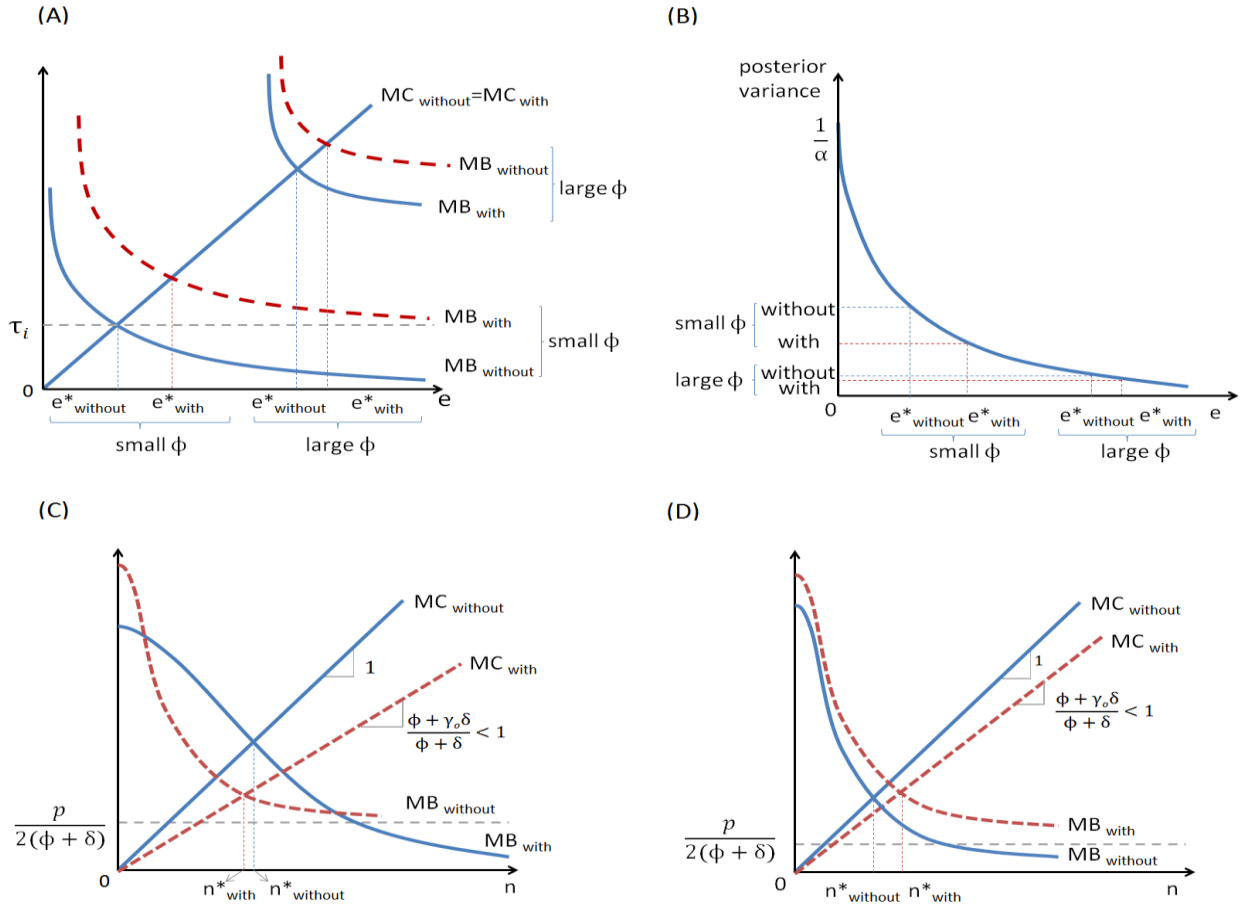 (A)
MC without=MC with
MB without
MB with
large ϕ
τi
MB with
MB without
small ϕ
0
e*without e*with e*without e*with e
small ϕ large ϕ
(B)
posterior
variance
1
α
small ϕ
without
with
large ϕ
without
with
0
e*without e*with e*without e*with e
small ϕ large ϕ
(C)
MC without
1
MC with
ϕ + γoδ
ϕ + δ
< 1
MB without
p
2(ϕ + δ)
MB with
0
n*with n*without n
(D)
MC without
1
MC with
ϕ + γoδ
ϕ + δ
< 1
MB with
p
2(ϕ + δ)
MB without
0
n*without n*with n